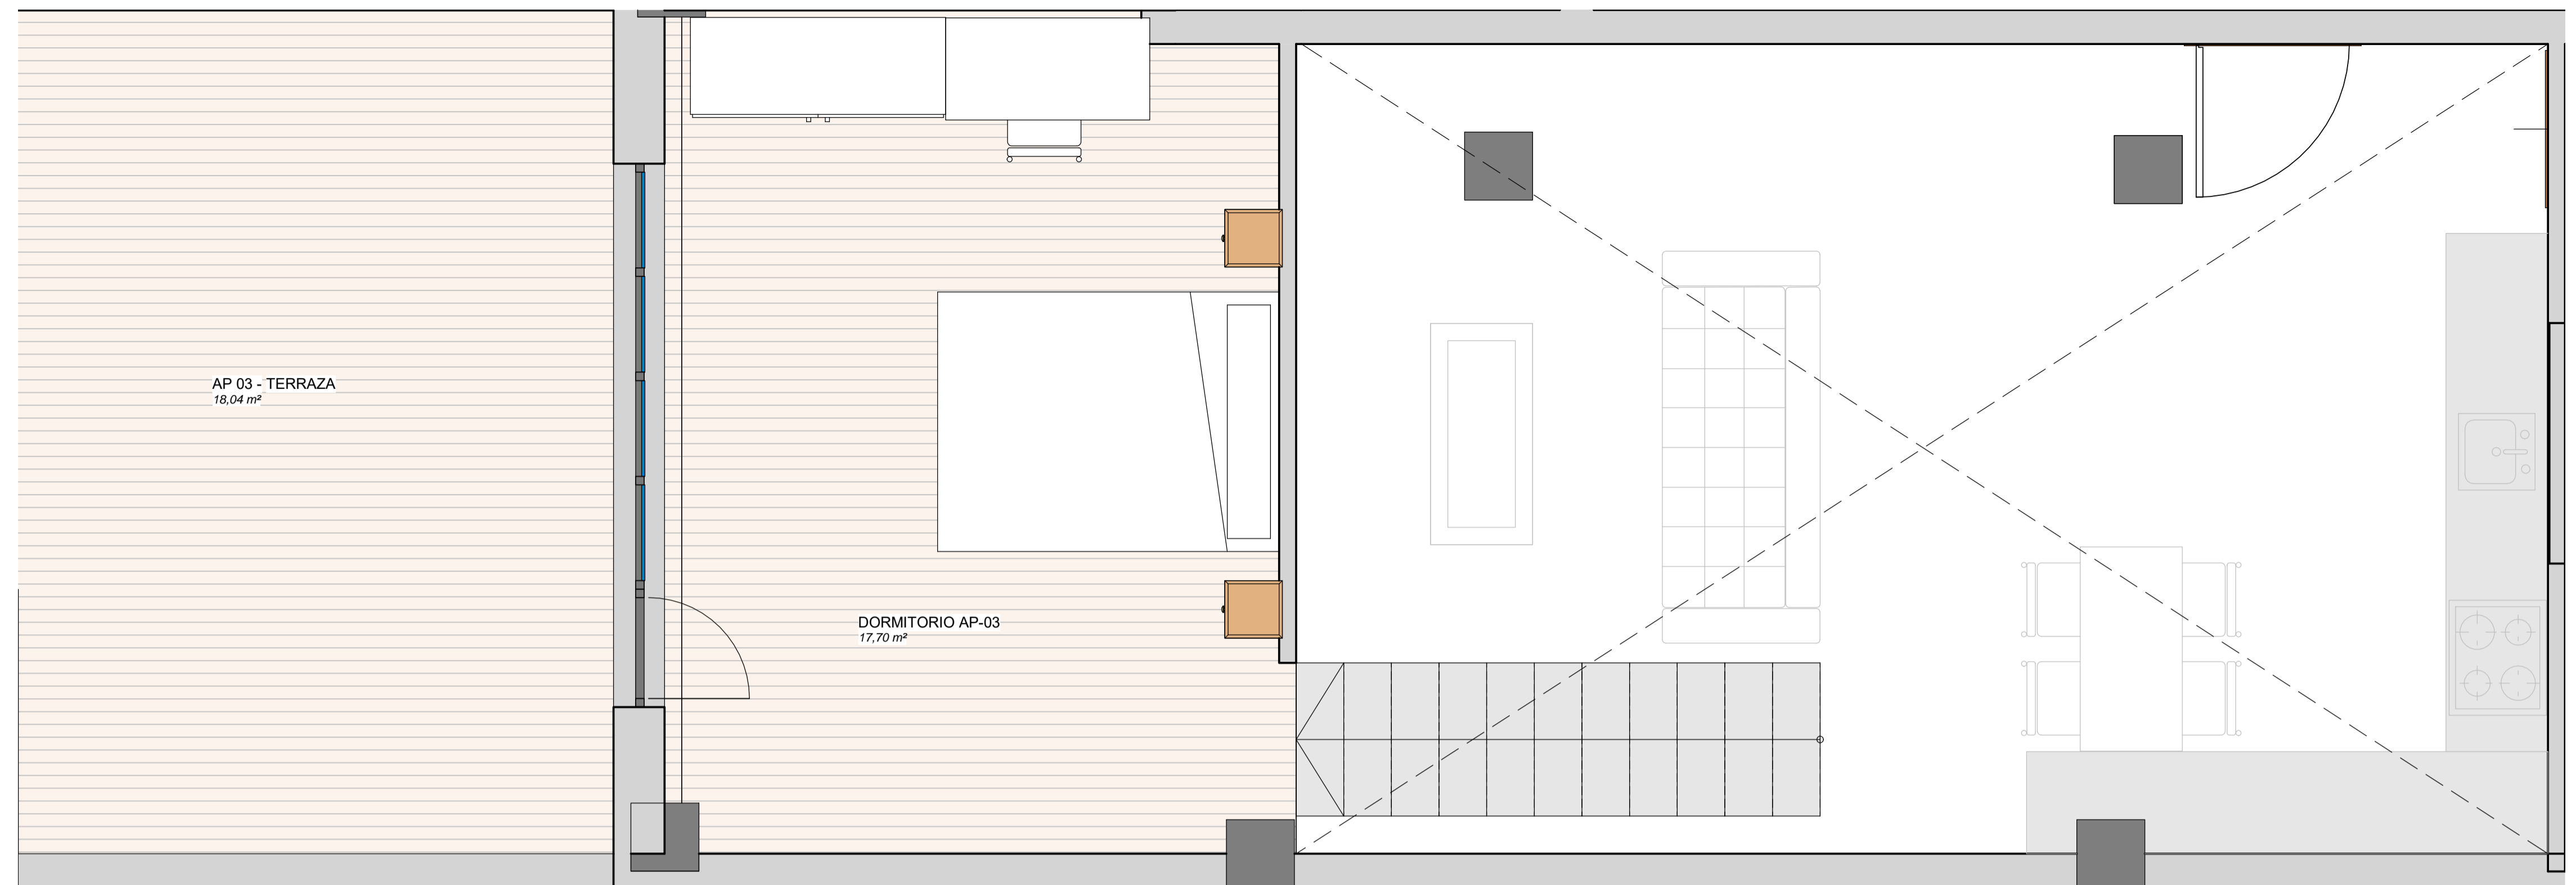 AP 03 - TERRAZA
18,04 m²
DORMITORIO AP-03
17,70 m²